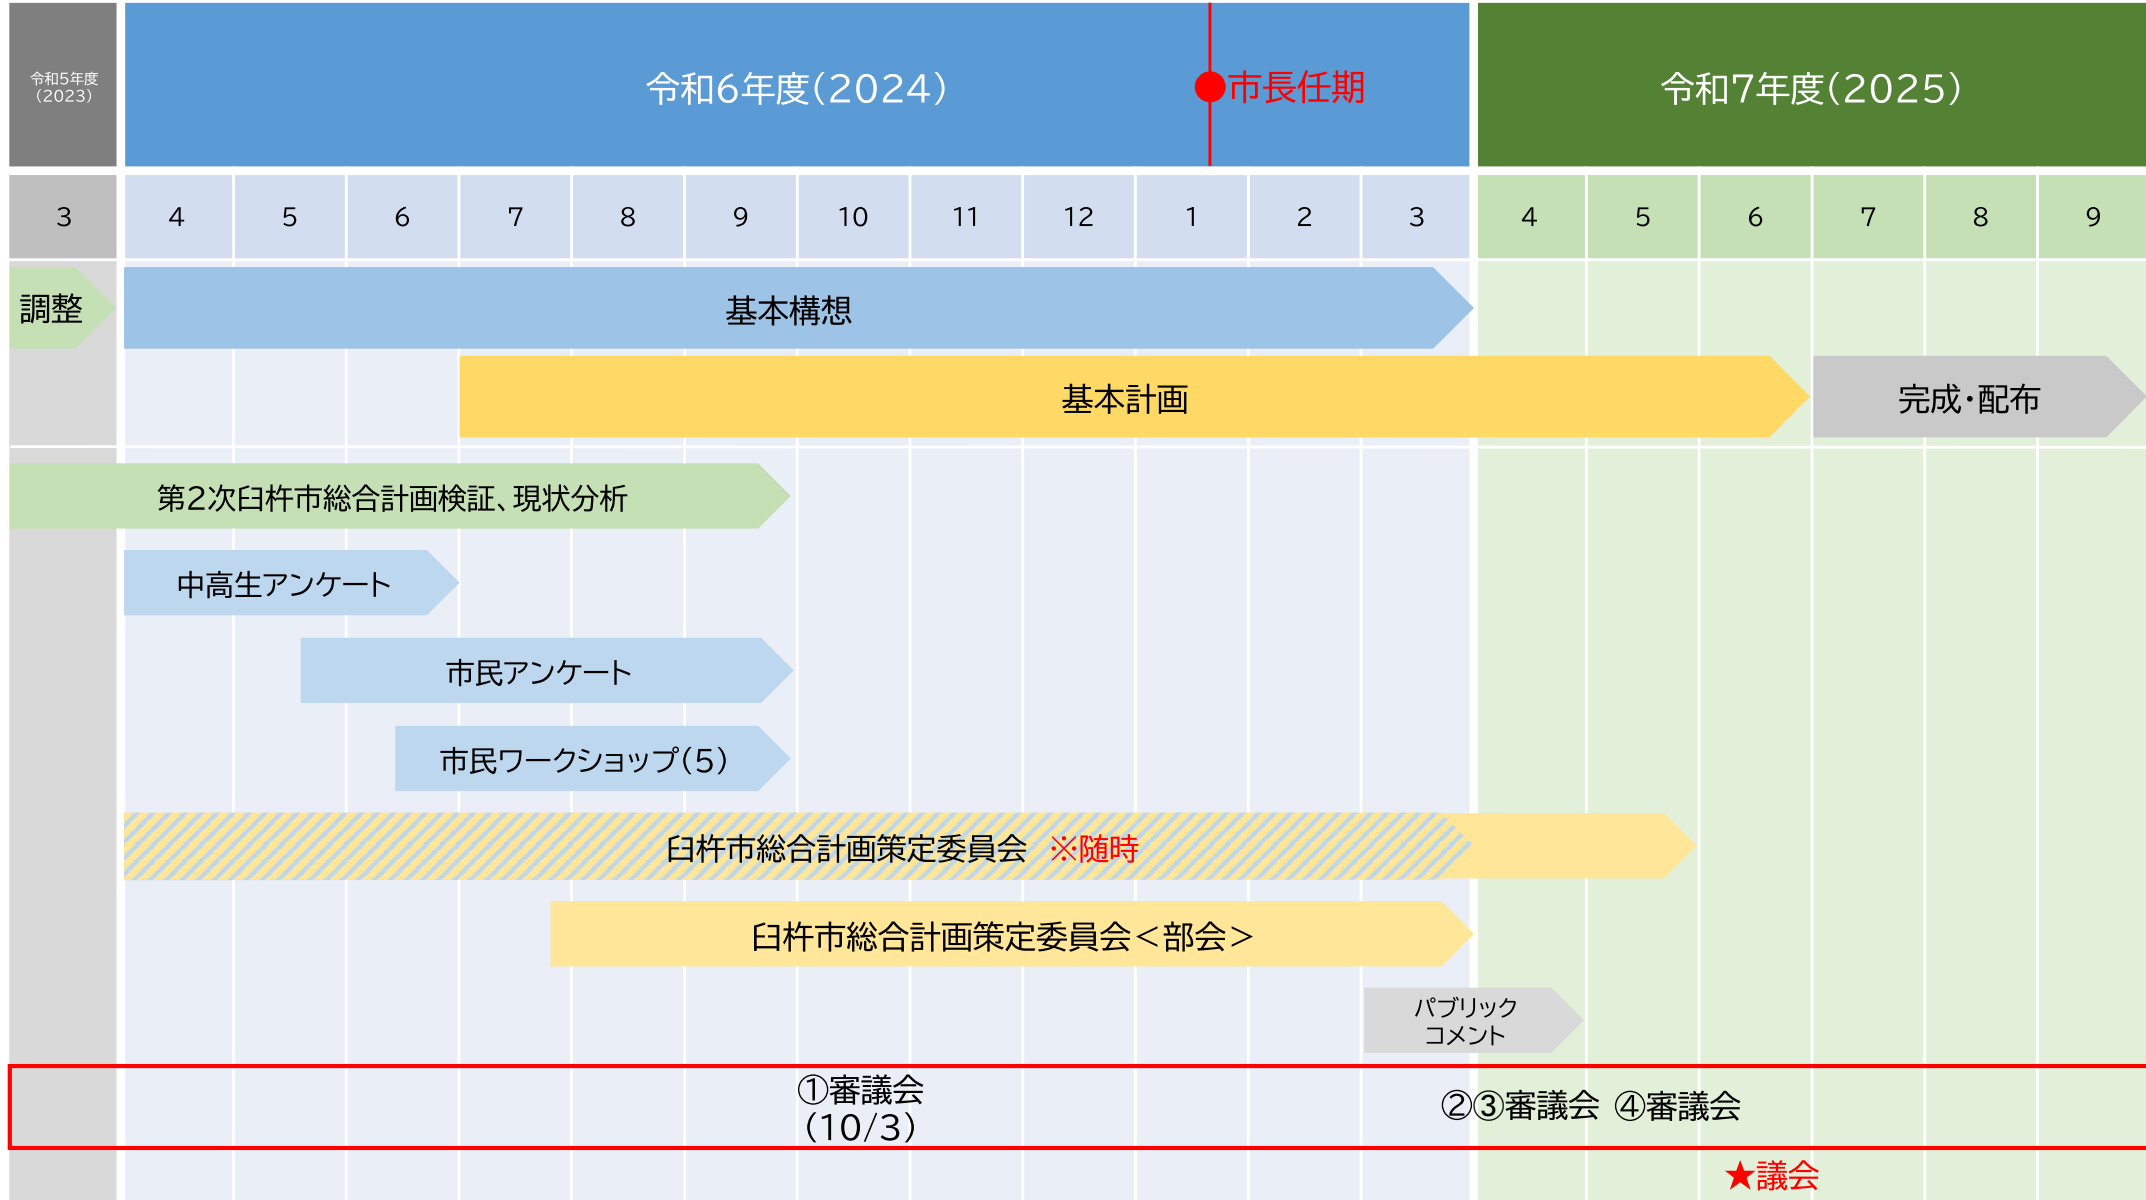 令和5年度
（2023）
令和6年度（2024）
市長任期
令和7年度（2025）
3
4
5
6
7
8
9
10
11
12
1
2
3
4
5
6
7
8
9
調整
基本構想
基本計画
完成・配布
第2次臼杵市総合計画検証、現状分析
中高生アンケート
市民アンケート
市民ワークショップ（5）
臼杵市総合計画策定委員会 ※随時
臼杵市総合計画策定委員会＜部会＞
パブリック
コメント
①審議会
（10/3）
②③審議会 ④審議会
★議会